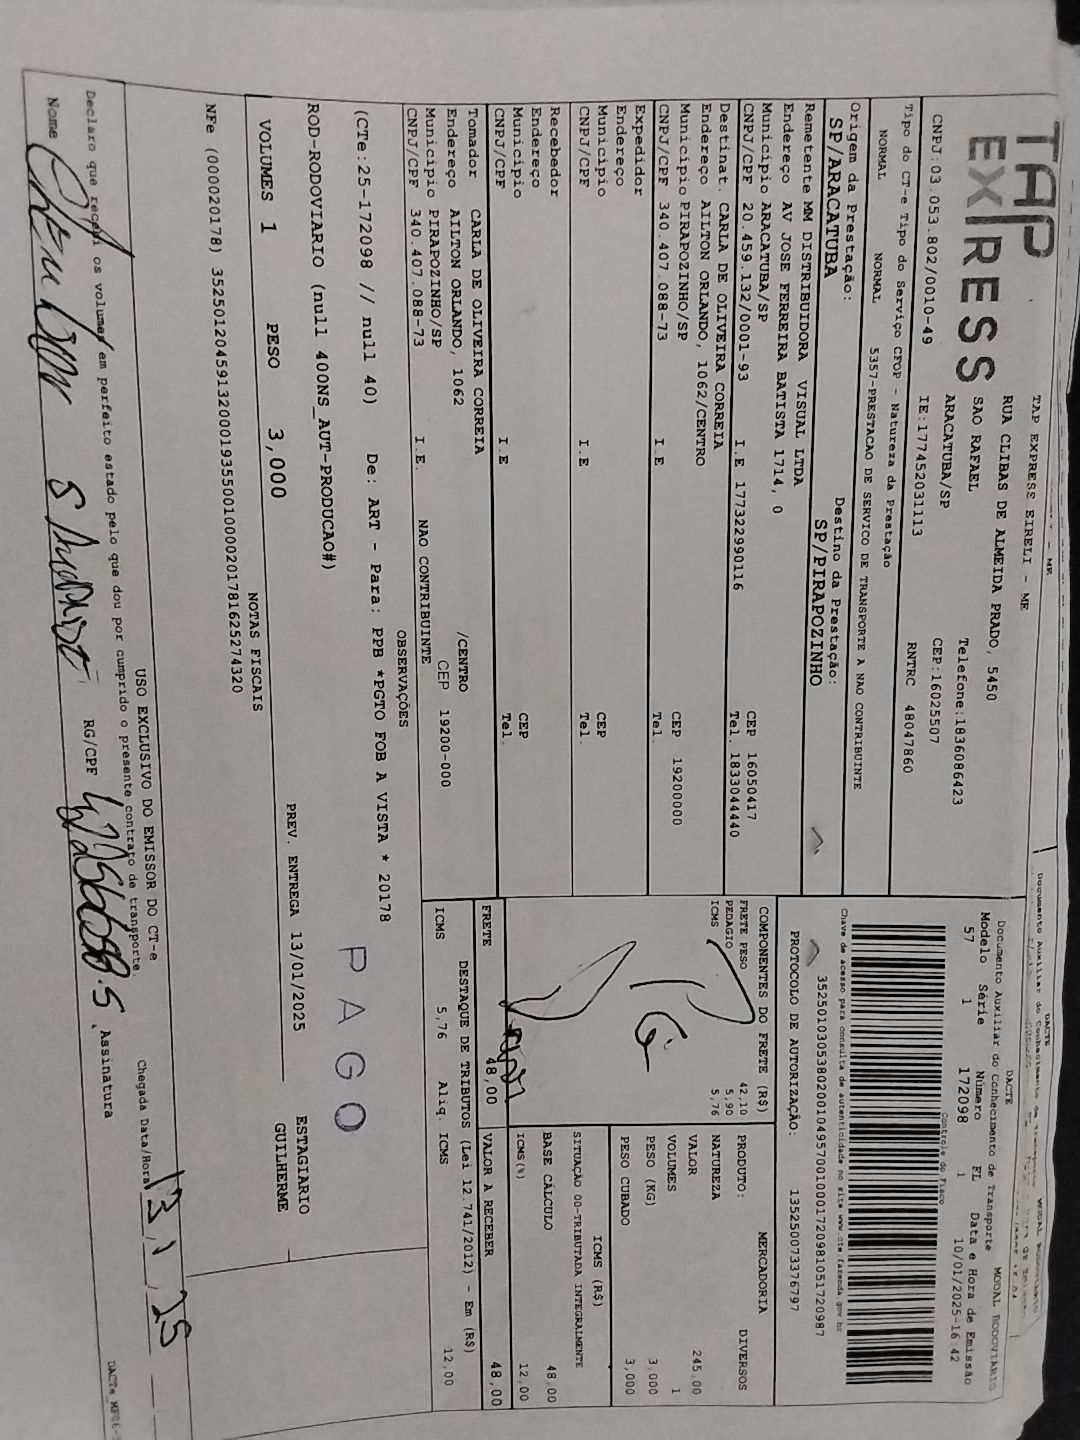 TAP
EXPRESS
TAP EXPRESS EIRELI - ME
RUA CLIBAS DE ALMEIDA PRADO, 5450
SAO RAFAEL
Telefone:1836086423
ARACATUBA/SP
CEP:16025507
CNPJ:03.053.802/0010-49
IE:177452031113
RNTRC 48047860
Tipo do CT-e Tipo do Serviço CFOP - Natureza da Prestação
NORMAL NORMAL 5357-PRESTACAO DE SERVICO DE TRANSPORTE A NAO CONTRIBUINTE
Origem da Prestação: Destino da Prestação:
SP/ARACATUBA SP/PIRAPOZINHO
Remetente MM DISTRIBUIDORA VISUAL LTDA
Endereço AV JOSE FERREIRA BATISTA 1714, 0
Município ARACATUBA/SP CEP 16050417
CNPJ/CPF 20.459.132/0001-93 I.E 177322990116 Tel. 1833044440
Destinat. CARLA DE OLIVEIRA CORREIA
Endereço AILTON ORLANDO, 1062/CENTRO
Município PIRAPOZINHO/SP CEP 19200000
CNPJ/CPF 340.407.088-73 I.E Tel.
Expedidor
Endereço
Município CEP
CNPJ/CPF I.E Tel.
Recebedor
Endereço
Município CEP
CNPJ/CPF I.E Tel.
Tomador CARLA DE OLIVEIRA CORREIA
Endereço AILTON ORLANDO, 1062 /CENTRO
Município PIRAPOZINHO/SP CEP 19200-000
CNPJ/CPF 340.407.088-73 I.E. NAO CONTRIBUINTE
Documento Auxiliar do Conhecimento de Transporte
DACTE
MODAL RODOVIARIO
Modelo Série Número FL Data e Hora de Emissão
57 1 172098 1 10/01/2025-16:42
Controle do Fisco
Chave de acesso para consulta de autenticidade no site www.cte.fazenda.gov.br
35250103053802001049570010001720981051720987
PROTOCOLO DE AUTORIZAÇÃO: 135250073376797
COMPONENTES DO FRETE (R$)
FRETE PESO 42,10
PEDAGIO 5,90
ICMS 5,76
MERCADORIA
PRODUTO: DIVERSOS
NATUREZA
VALOR 245,00
VOLUMES 1
PESO (KG) 3,000
PESO CUBADO 3,000
ICMS (R$)
SITUAÇÃO 00-TRIBUTADA INTEGRALMENTE
BASE CÁLCULO 48,00
ICMS(%) 12,00
FRETE 48,00 VALOR A RECEBER 48,00
DESTAQUE DE TRIBUTOS (Lei 12.741/2012) - Em (R$)
ICMS 5,76 Aliq. ICMS 12,00
OBSERVAÇÕES
(CTe:25-172098 // null 40) De: ART - Para: PPB *PGTO FOB A VISTA * 20178
PAGO
ROD-RODOVIARIO (null 400NS_AUT-PRODUCAO#)
ESTAGIARIO
GUILHERME
VOLUMES 1 PESO 3,000 PREV. ENTREGA 13/01/2025
NOTAS FISCAIS
NFe (000020178) 35250120459132000193550010000201781625274320
USO EXCLUSIVO DO EMISSOR DO CT-e
Declaro que recebi os volumes em perfeito estado pelo que dou por cumprido o presente contrato de transporte.
Chegada Data/Hora 13/1/25
Nome RG/CPF Assinatura